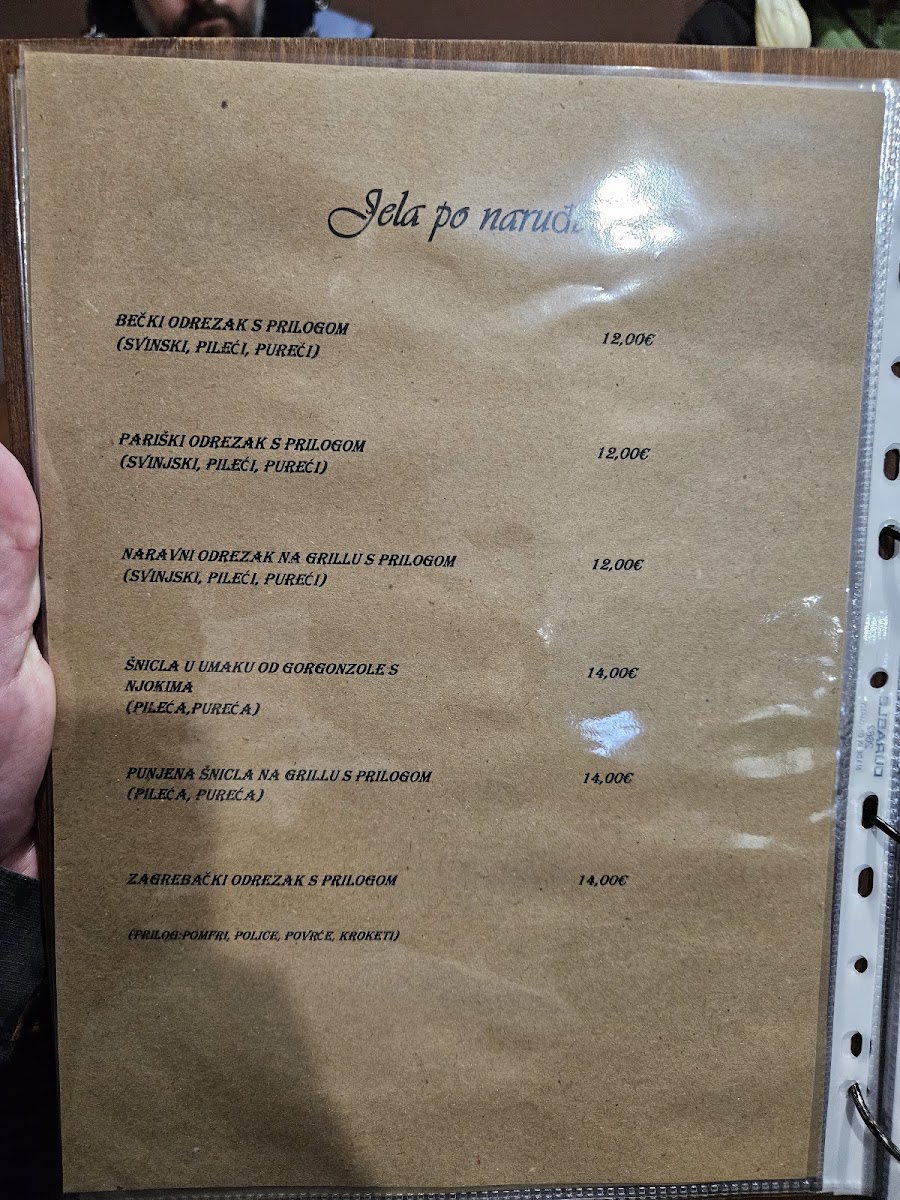 Jela po
BEČKI ODREZAK S PRILOGOM
(SVINSKI, PILEĆI, PUREĆI)
12,00€
PARIŠKI ODREZAK S PRILOGOM
(SVINJSKI, PILEĆI, PUREĆI)
12,00€
NARAVNI ODREZAK NA GRILLU S PRILOGOM
(SVINJSKI, PILEĆI, PUREĆI)
12,00€
ŠNICLA U UMAKU OD GORGONZOLE S
NJOKIMA
(PILEĆA,PUREĆA)
14,00€
PUNJENA ŠNICLA NA GRILLU S PRILOGOM
(PILEĆA, PUREĆA)
14,00€
ZAGREBAČKI ODREZAK S PRILOGOM
14,00€
(PRILOG:POMFRI, POLICE, POVRĆE, KROKETI)
DURABLE